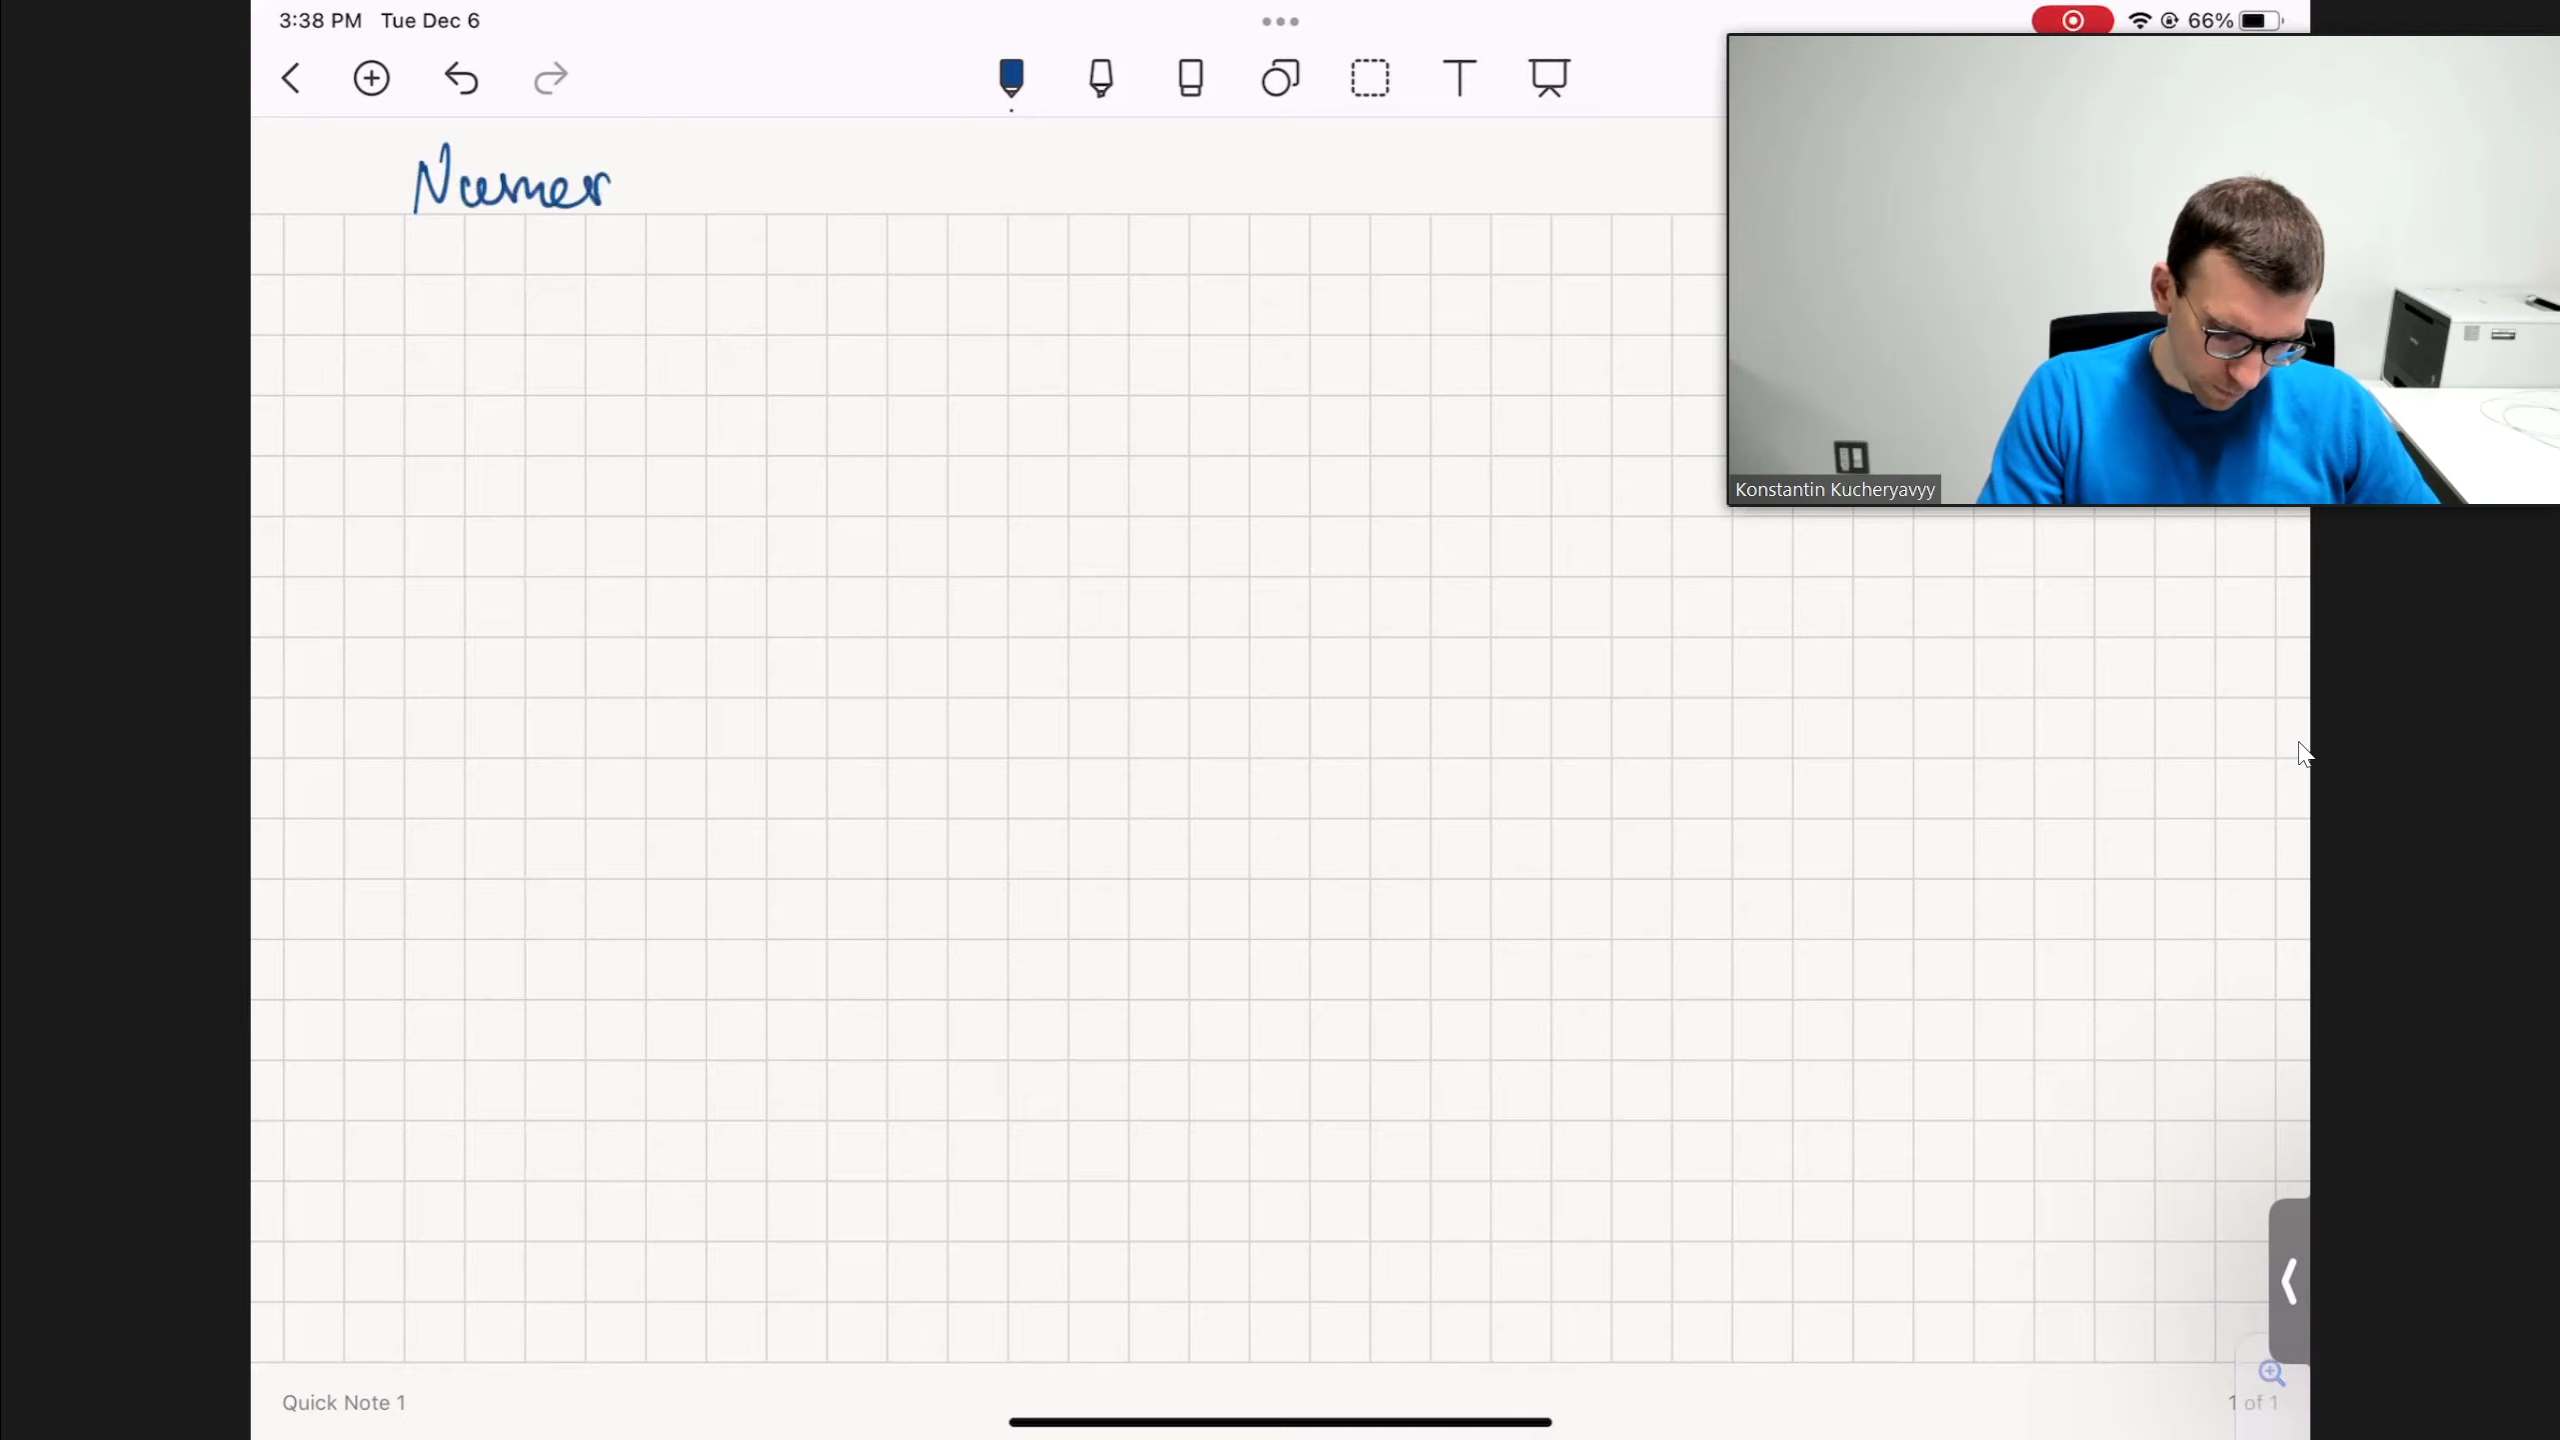 3:38 PM Tue Dec 6
66%
Numer
Konstantin Kucheryavyy
Quick Note 1
1 of 1